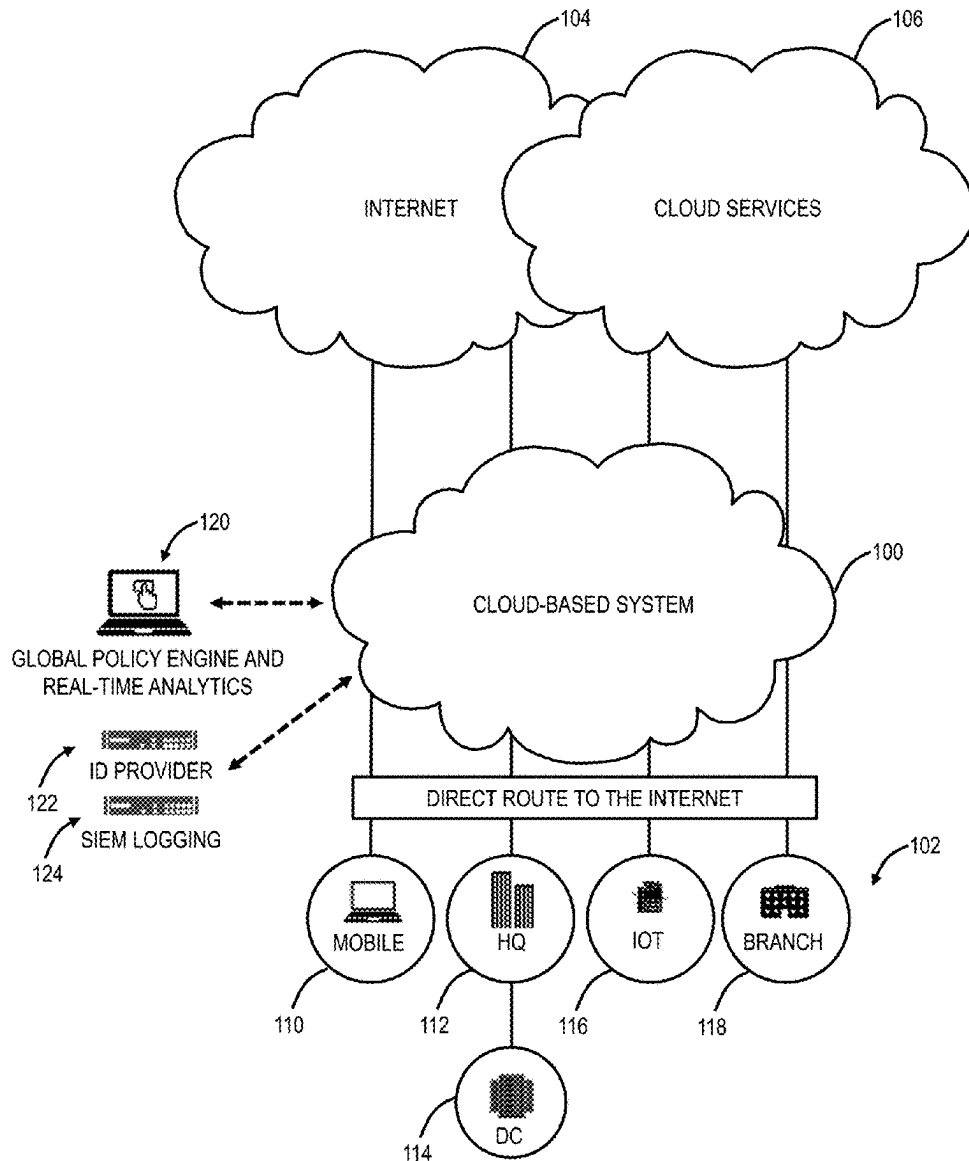 104
106
INTERNET
CLOUD SERVICES
120
100
CLOUD-BASED SYSTEM
GLOBAL POLICY ENGINE AND
REAL-TIME ANALYTICS
ID PROVIDER
122
DIRECT ROUTE TO THE INTERNET
SIEM LOGGING
124
102
MOBILE
HQ
IOT
BRANCH
110
112
116
118
DC
114